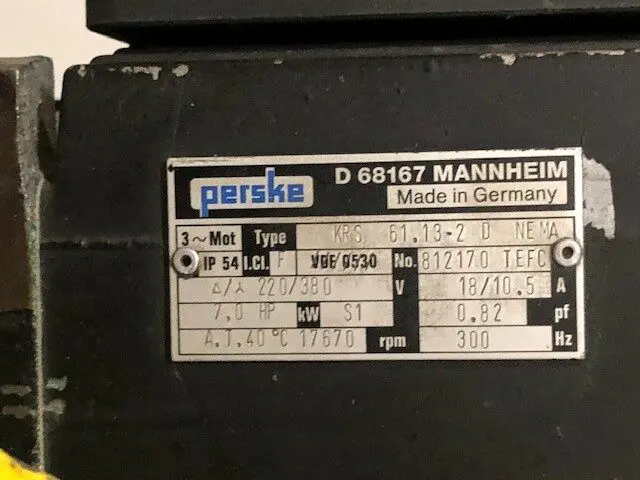 perske
D 68167 MANNHEIM
Made in Germany
3~Mot Type KRS 61.13-2 D NEMA
IP 54 I.Cl. F VDE 0530 No. 812170 TEFC
△/⅄ 220/380 V 18/10.5 A
7,0 HP kW S1 0.82 pf
A.T.40°C 17670 rpm 300 Hz